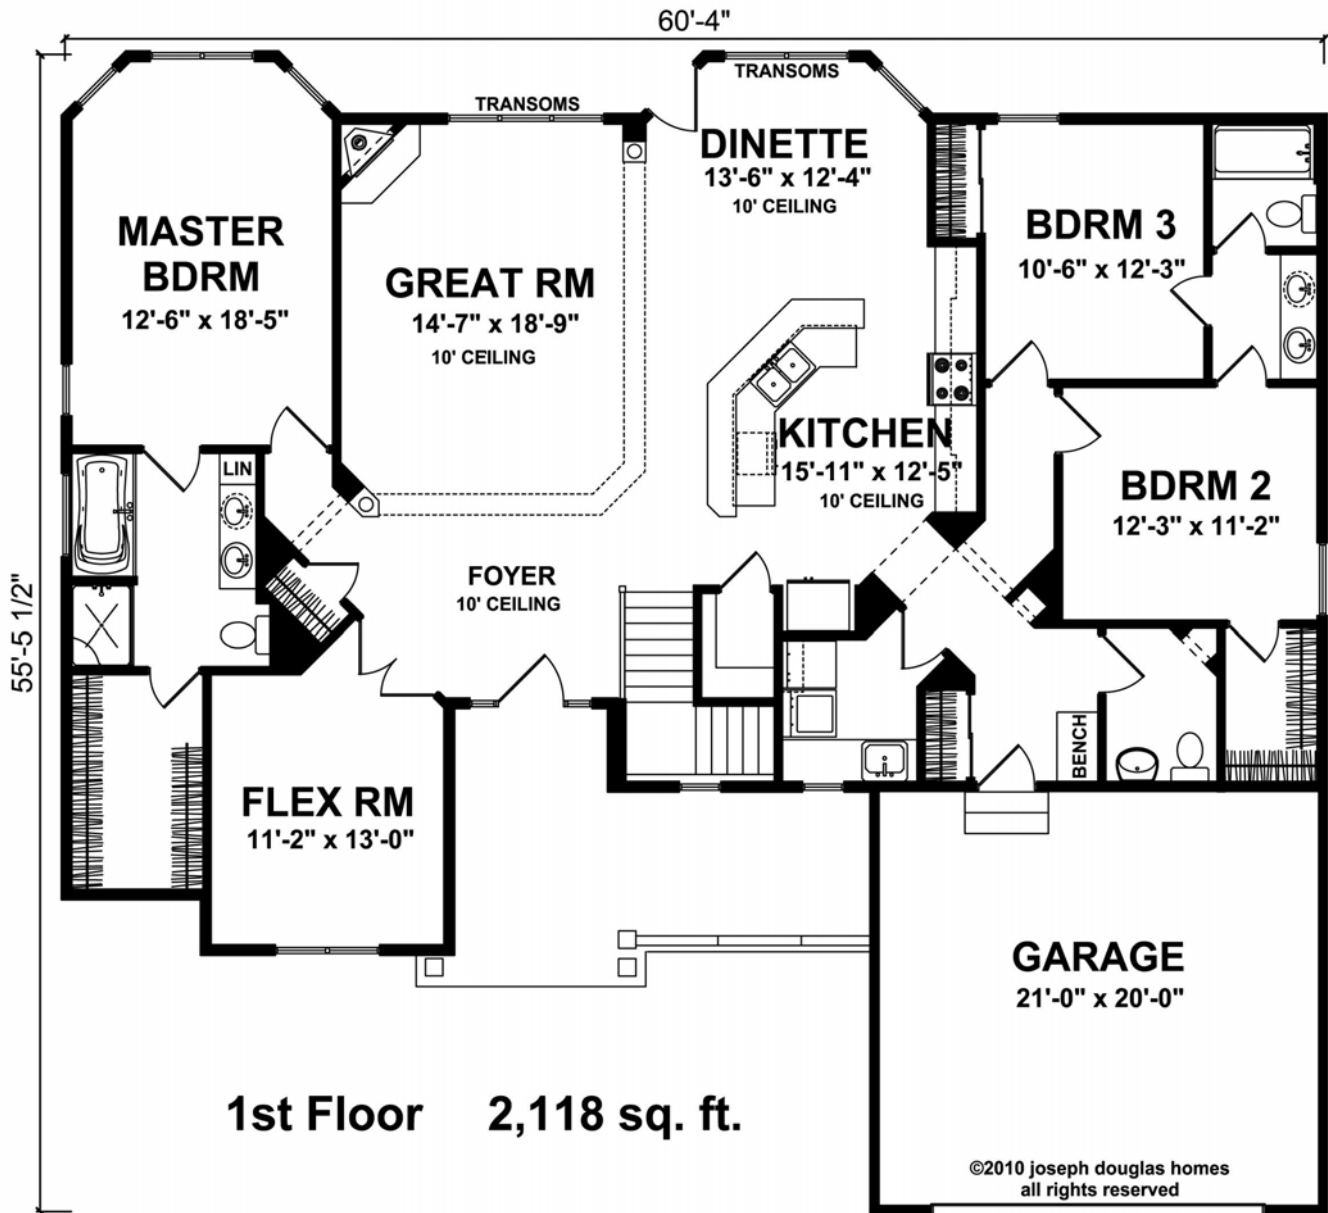 60'-4"
TRANSOMS
TRANSOMS
DINETTE
13'-6" x 12'-4"
10' CEILING
MASTER
BDRM
12'-6" x 18'-5"
GREAT RM
14'-7" x 18'-9"
10' CEILING
BDRM 3
10'-6" x 12'-3"
KITCHEN
15'-11" x 12'-5"
10' CEILING
LIN
BDRM 2
12'-3" x 11'-2"
FOYER
10' CEILING
55'-5 1/2"
BENCH
FLEX RM
11'-2" x 13'-0"
GARAGE
21'-0" x 20'-0"
1st Floor 2,118 sq. ft.
©2010 joseph douglas homes
all rights reserved